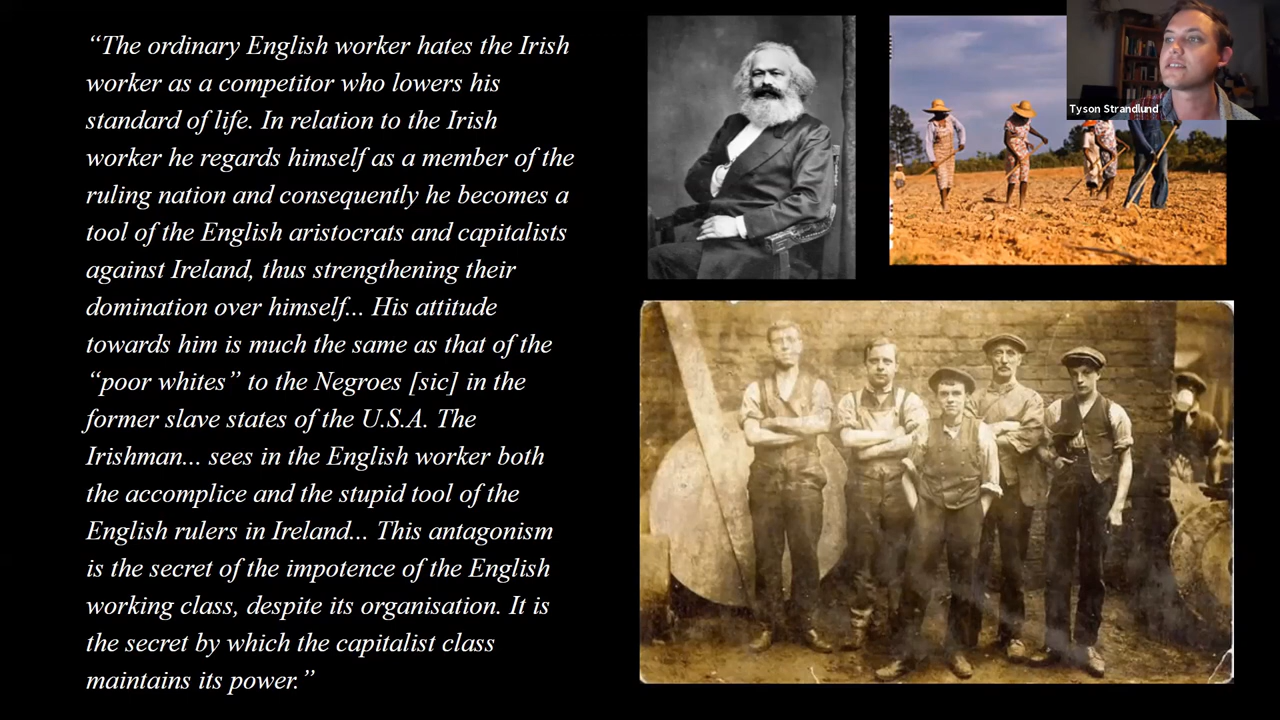 “The ordinary English worker hates the Irish
worker as a competitor who lowers his
standard of life. In relation to the Irish
worker he regards himself as a member of the
ruling nation and consequently he becomes a
tool of the English aristocrats and capitalists
against Ireland, thus strengthening their
domination over himself... His attitude
towards him is much the same as that of the
“poor whites” to the Negroes [sic] in the
former slave states of the U.S.A. The
Irishman... sees in the English worker both
the accomplice and the stupid tool of the
English rulers in Ireland... This antagonism
is the secret of the impotence of the English
working class, despite its organisation. It is
the secret by which the capitalist class
maintains its power.”
Tyson Strandlund